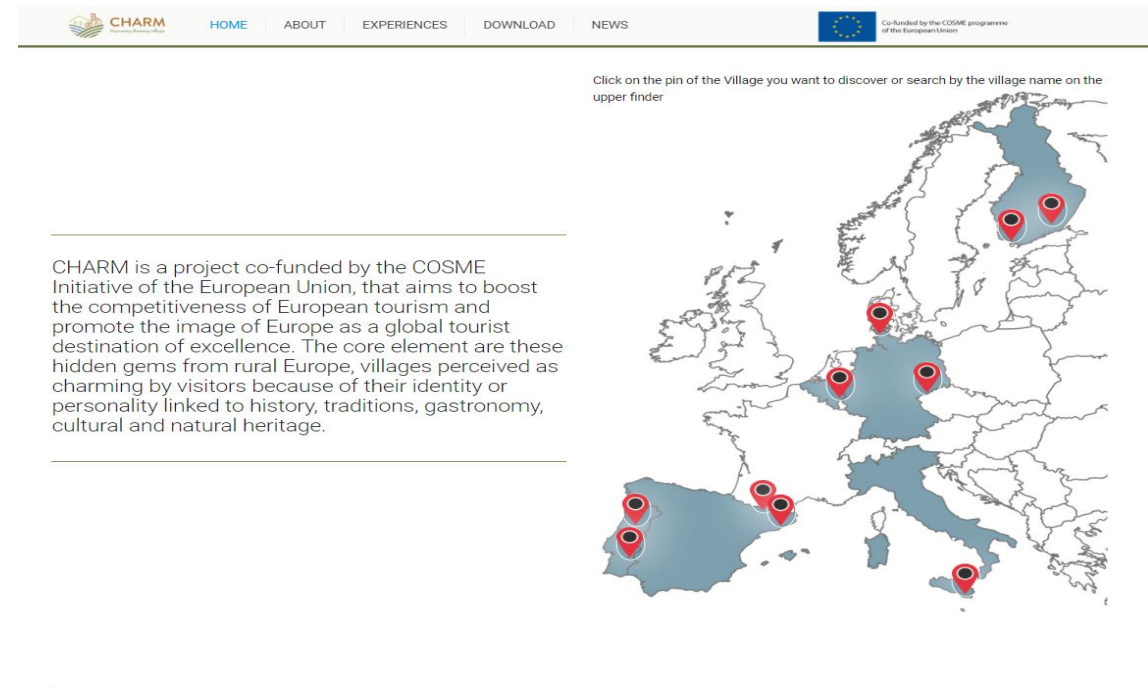 CHARM
Discovering charming villages
HOME ABOUT EXPERIENCES DOWNLOAD NEWS
Co-funded by the COSME programme
of the European Union
Click on the pin of the Village you want to discover or search by the village name on the
upper finder
CHARM is a project co-funded by the COSME
Initiative of the European Union, that aims to boost
the competitiveness of European tourism and
promote the image of Europe as a global tourist
destination of excellence. The core element are these
hidden gems from rural Europe, villages perceived as
charming by visitors because of their identity or
personality linked to history, traditions, gastronomy,
cultural and natural heritage.